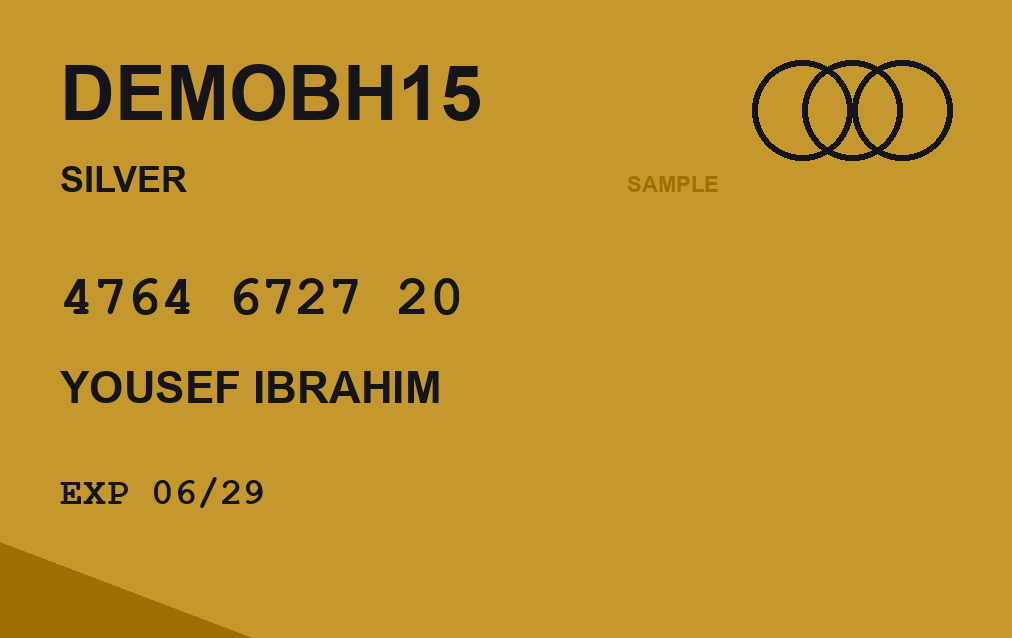 DEMOBH15
SILVER
SAMPLE
4764 6727 20
YOUSEF IBRAHIM
EXP 06/29